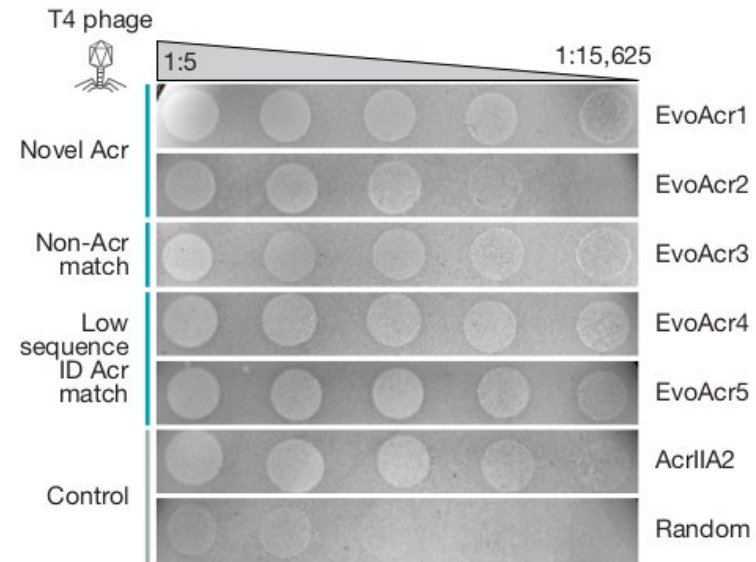 T4 phage
1:5
1:15,625
Novel Acr
EvoAcr1
EvoAcr2
Non-Acr
match
EvoAcr3
Low
sequence
ID Acr
match
EvoAcr4
EvoAcr5
Control
AcrIIA2
Random